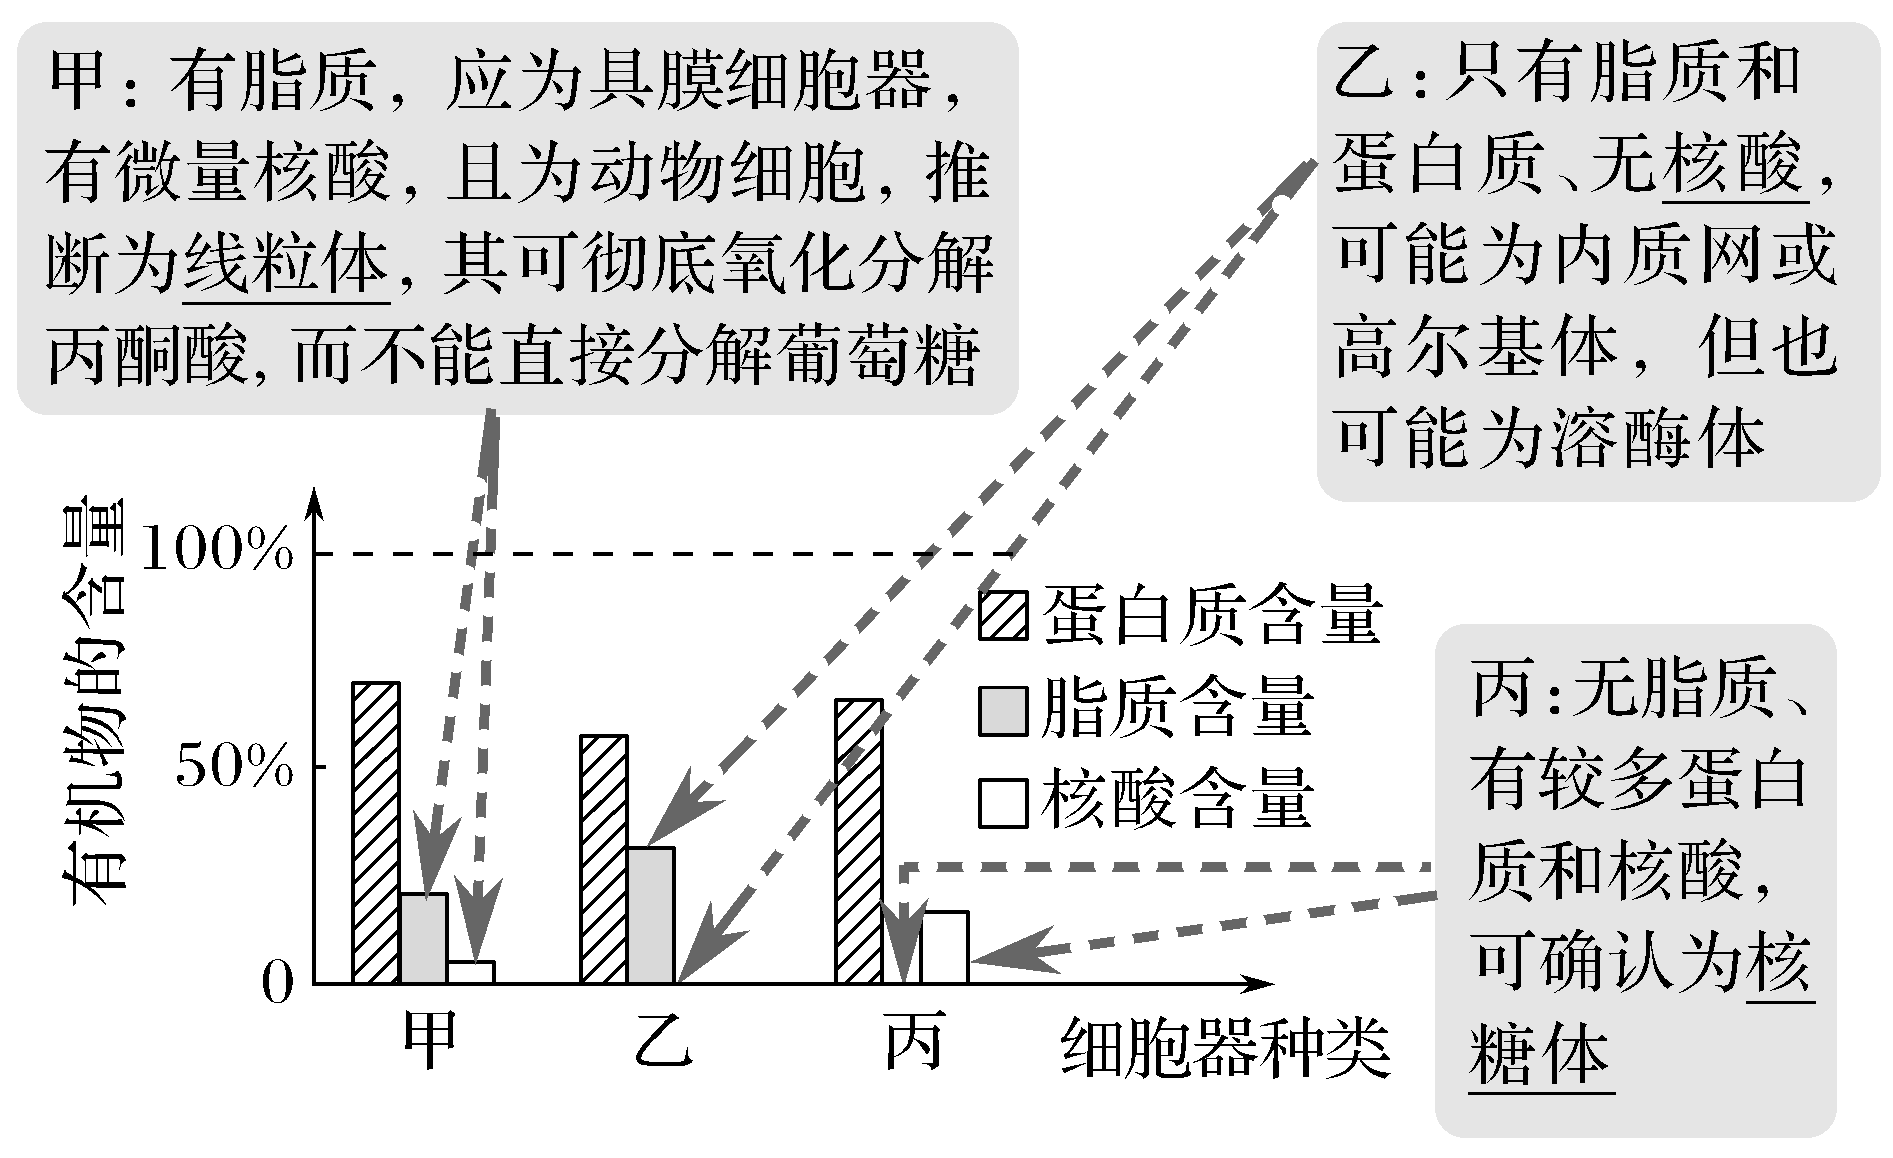 甲：有脂质，应为具膜细胞器，
有微量核酸，且为动物细胞，推
断为线粒体，其可彻底氧化分解
丙酮酸，而不能直接分解葡萄糖
乙：只有脂质和
蛋白质、无核酸，
可能为内质网或
高尔基体，但也
可能为溶酶体
有机物的含量
100%
50%
0
蛋白质含量
脂质含量
核酸含量
甲
乙
丙
细胞器种类
丙：无脂质、
有较多蛋白
质和核酸，
可确认为核
糖体